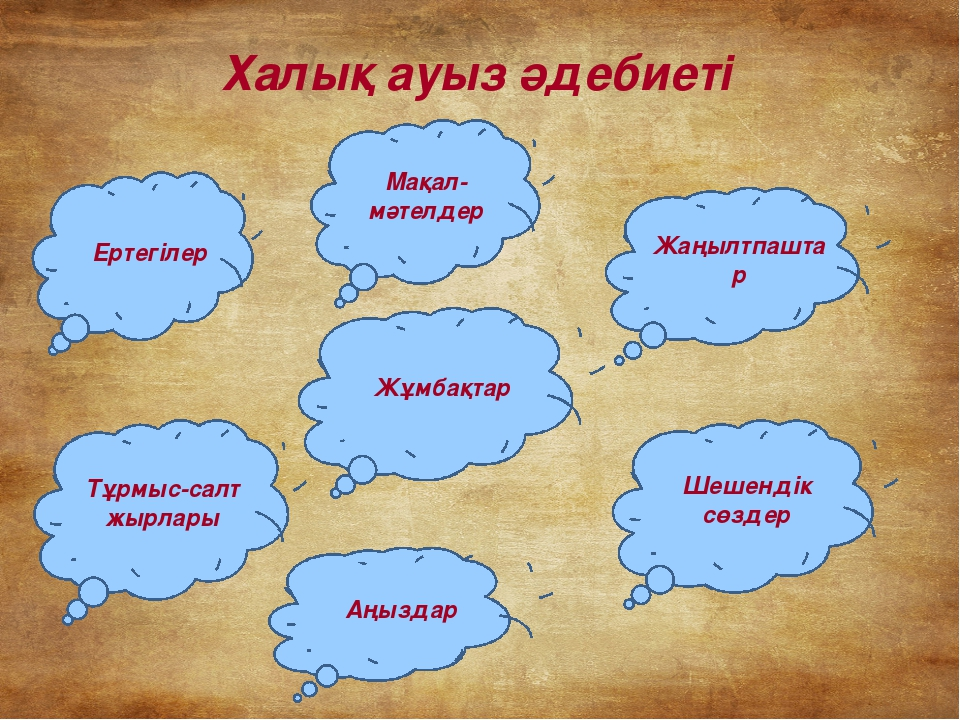 Халық ауыз әдебиеті
Мақал-
мәтелдер
Ертегілер
Жаңылтпашта
р
Жұмбақтар
Тұрмыс-салт
жырлары
Шешендік
сөздер
Аңыздар